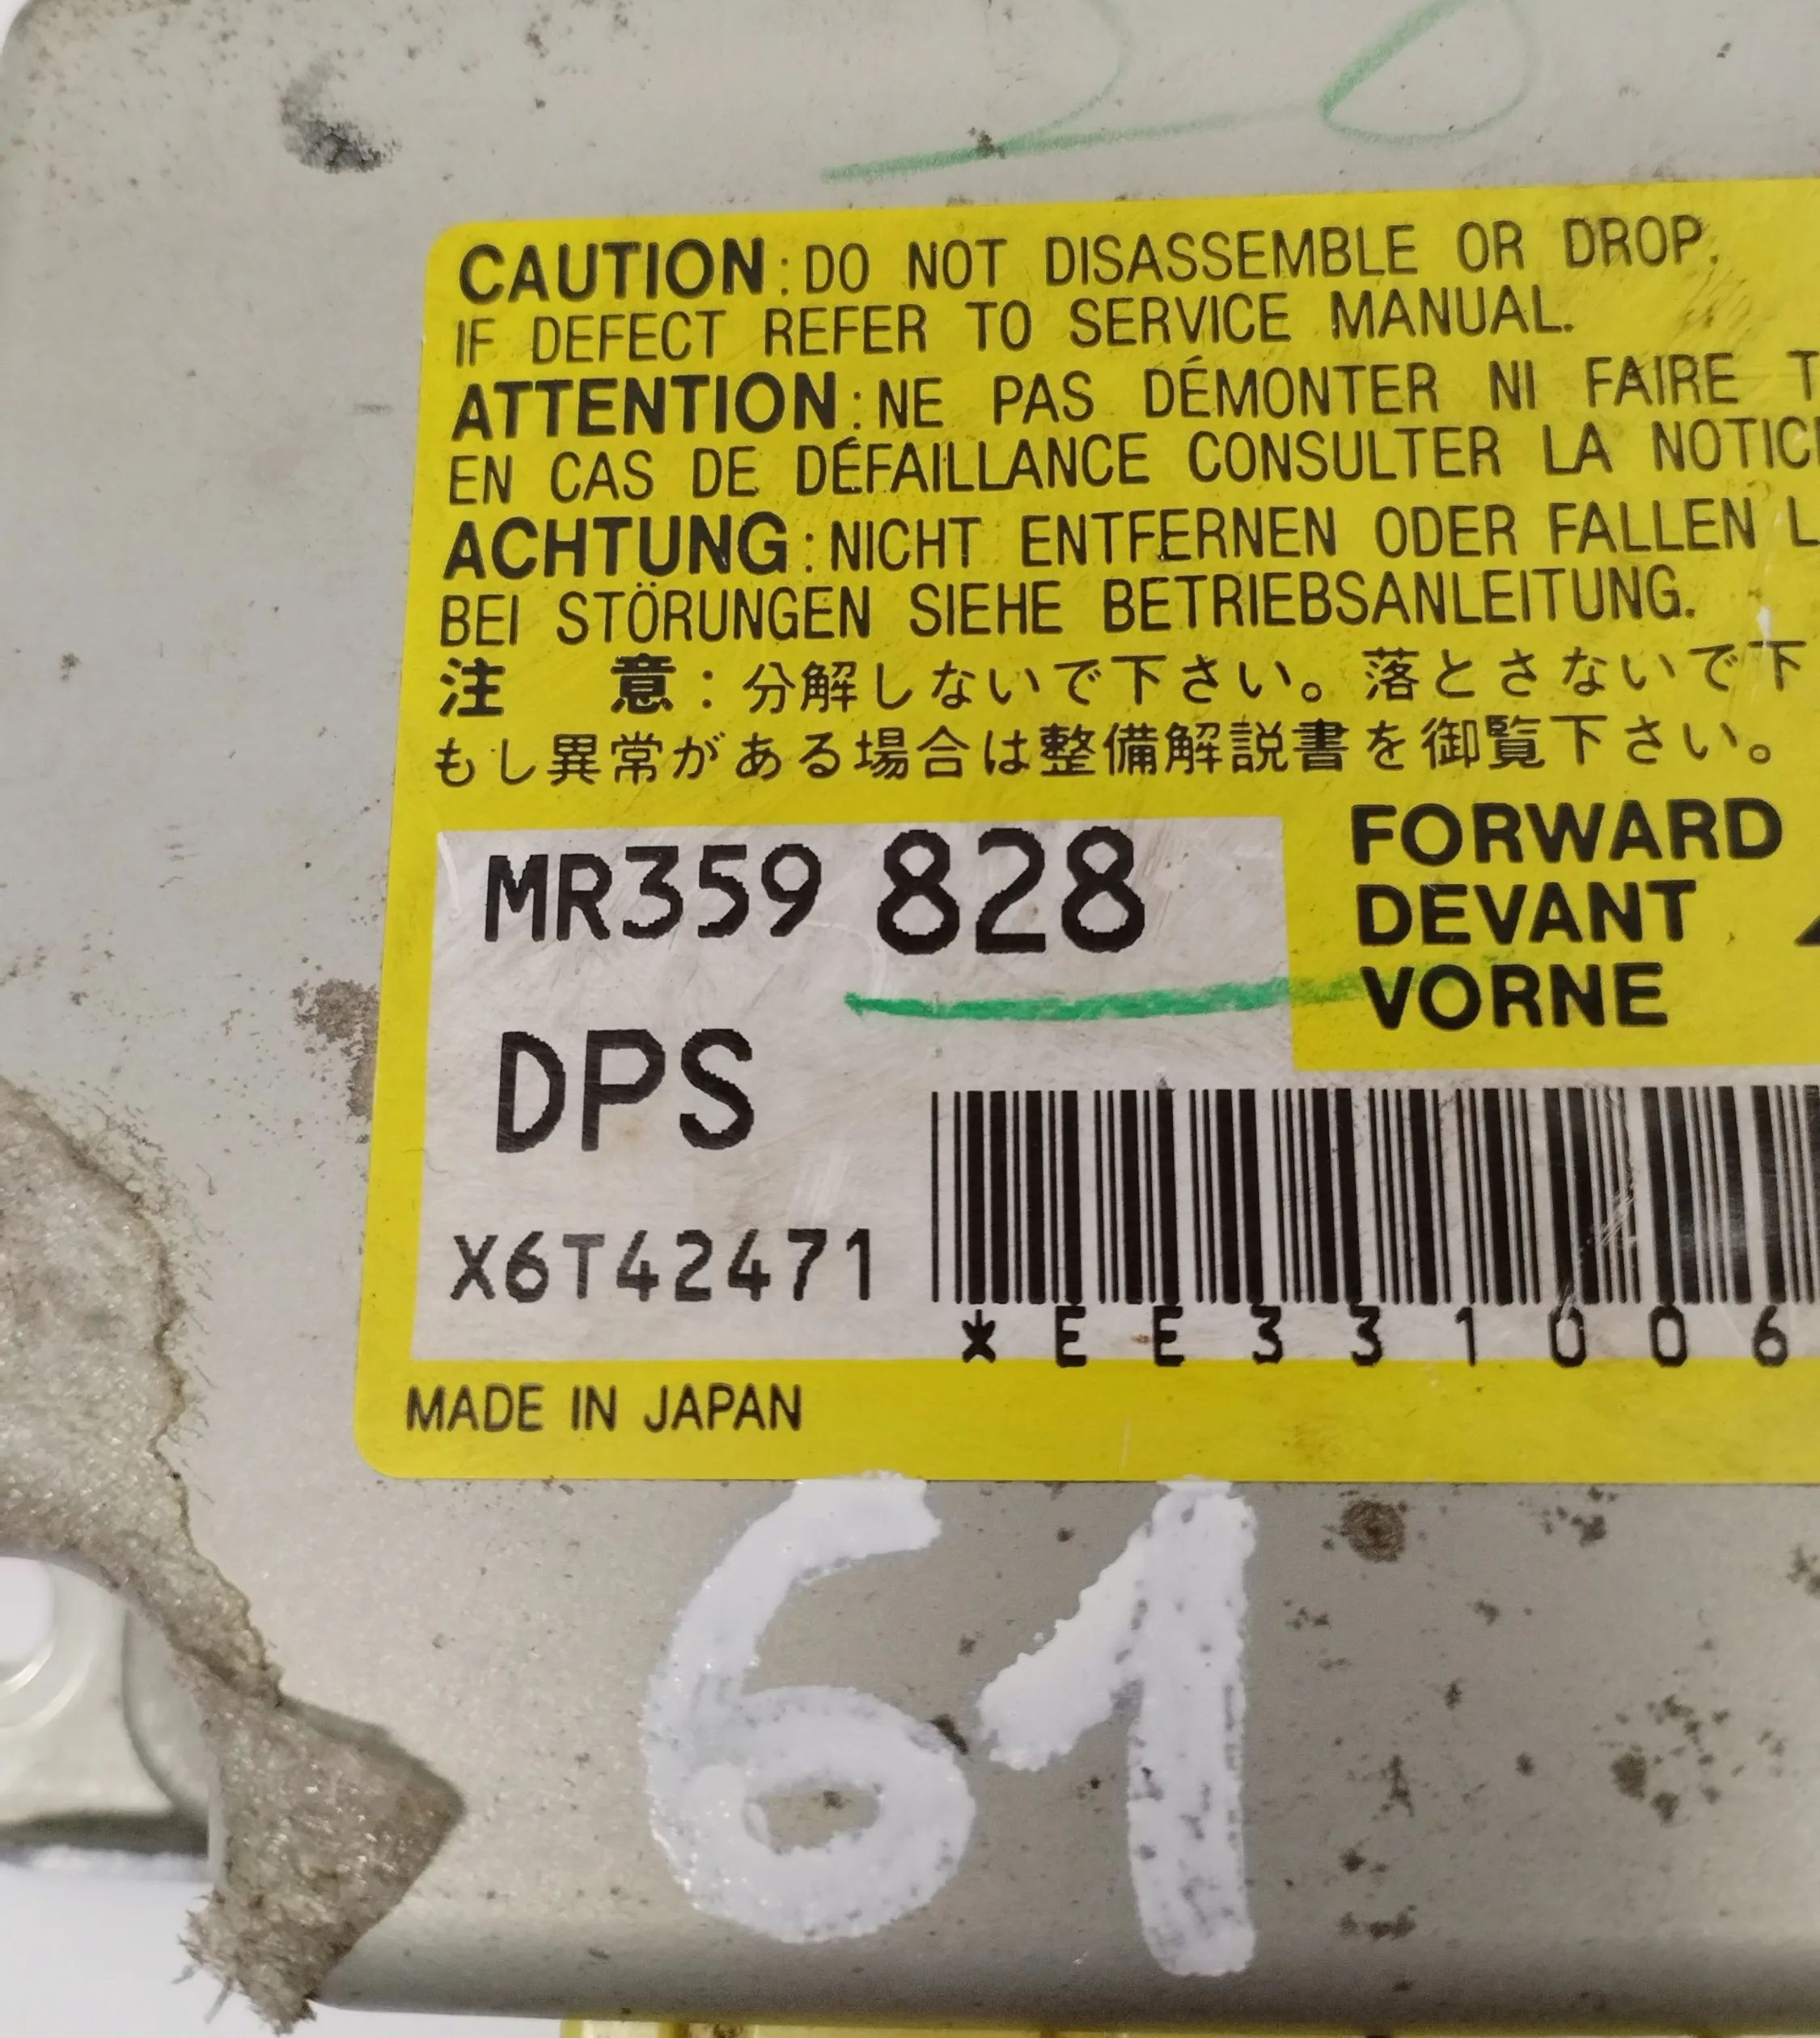 20
CAUTION:DO NOT DISASSEMBLE OR DROP.
IF DEFECT REFER TO SERVICE MANUAL.
ATTENTION:NE PAS DÉMONTER NI FAIRE T
EN CAS DE DÉFAILLANCE CONSULTER LA NOTIC
ACHTUNG:NICHT ENTFERNEN ODER FALLEN L
BEI STÖRUNGEN SIEHE BETRIEBSANLEITUNG.
注 意:分解しないで下さい。落とさないで下
もし異常がある場合は整備解説書を御覧下さい。
MR359 828
FORWARD
DEVANT
VORNE
DPS
X6T42471
*EE331006
MADE IN JAPAN
61